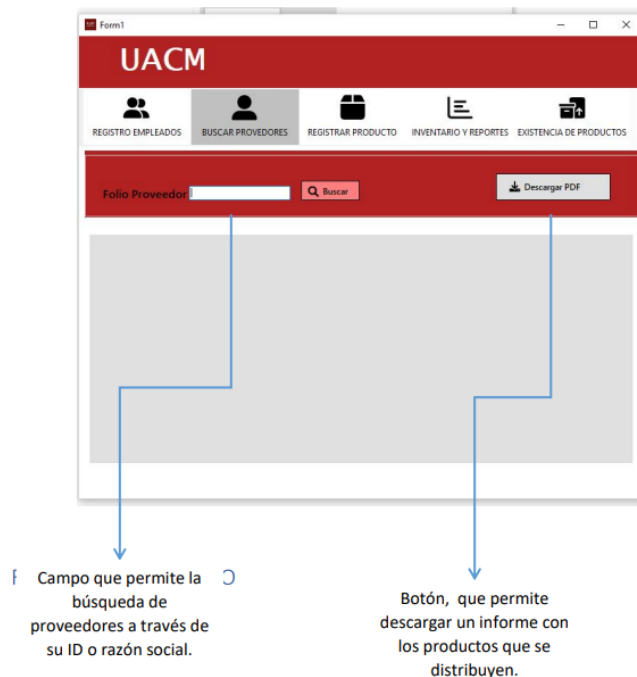 Form1
UACM
REGISTRO EMPLEADOS BUSCAR PROVEDORES REGISTRAR PRODUCTO INVENTARIO Y REPORTES EXISTENCIA DE PRODUCTOS
Folio Proveedor Buscar Descargar PDF
Campo que permite la
búsqueda de
proveedores a través de
su ID o razón social.
Botón, que permite
descargar un informe con
los productos que se
distribuyen.